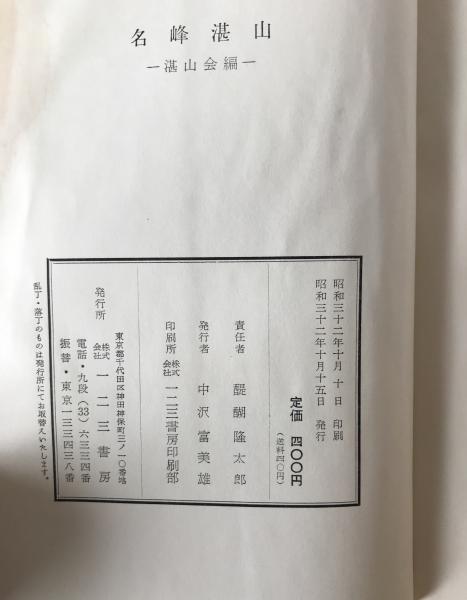 名峰湛山
―湛山会編―
昭和三十二年十月 十日 印刷
昭和三十二年十月十五日 発行
定価 四〇〇円
(送料四〇円)
責任者 醍醐隆太郎
発行者 中沢富美雄
印刷所 株式会社 一二三書房印刷部
東京都千代田区神田神保町三ノ一〇番地
発行所 株式会社 一二三書房
電話・九段(33)六三三四番
振替・東京一三三四三八番
乱丁・落丁のものは発行所にてお取替えいたします。